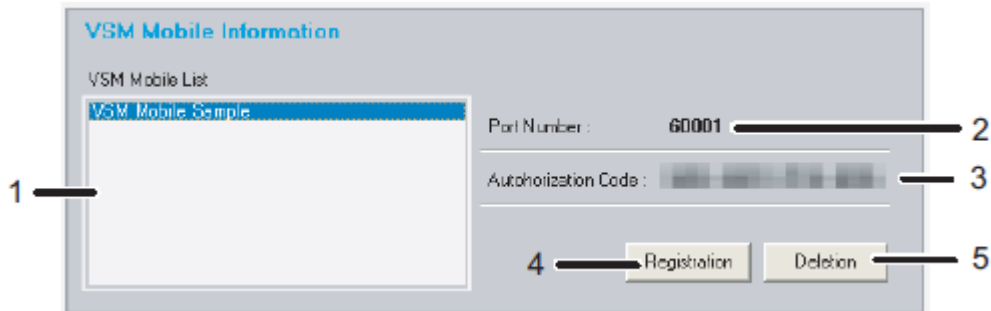 VSM Mobile Information
VSM Mobile List
VSM Mobile Sample
Port Number : 60001 2
1
Autohorization Code : 3
4 Registration Deletion 5